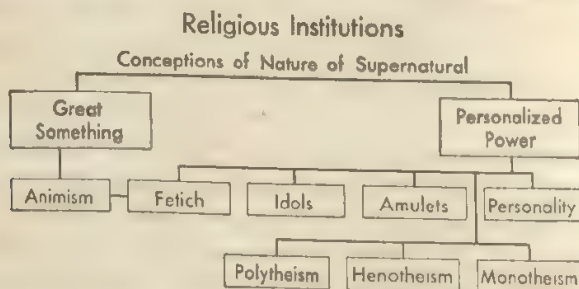 Religious Institutions
Conceptions of Nature of Supernatural
Great
Something
Personalized
Power
Animism
Fetich
Idols
Amulets
Personality
Polytheism
Henotheism
Monotheism